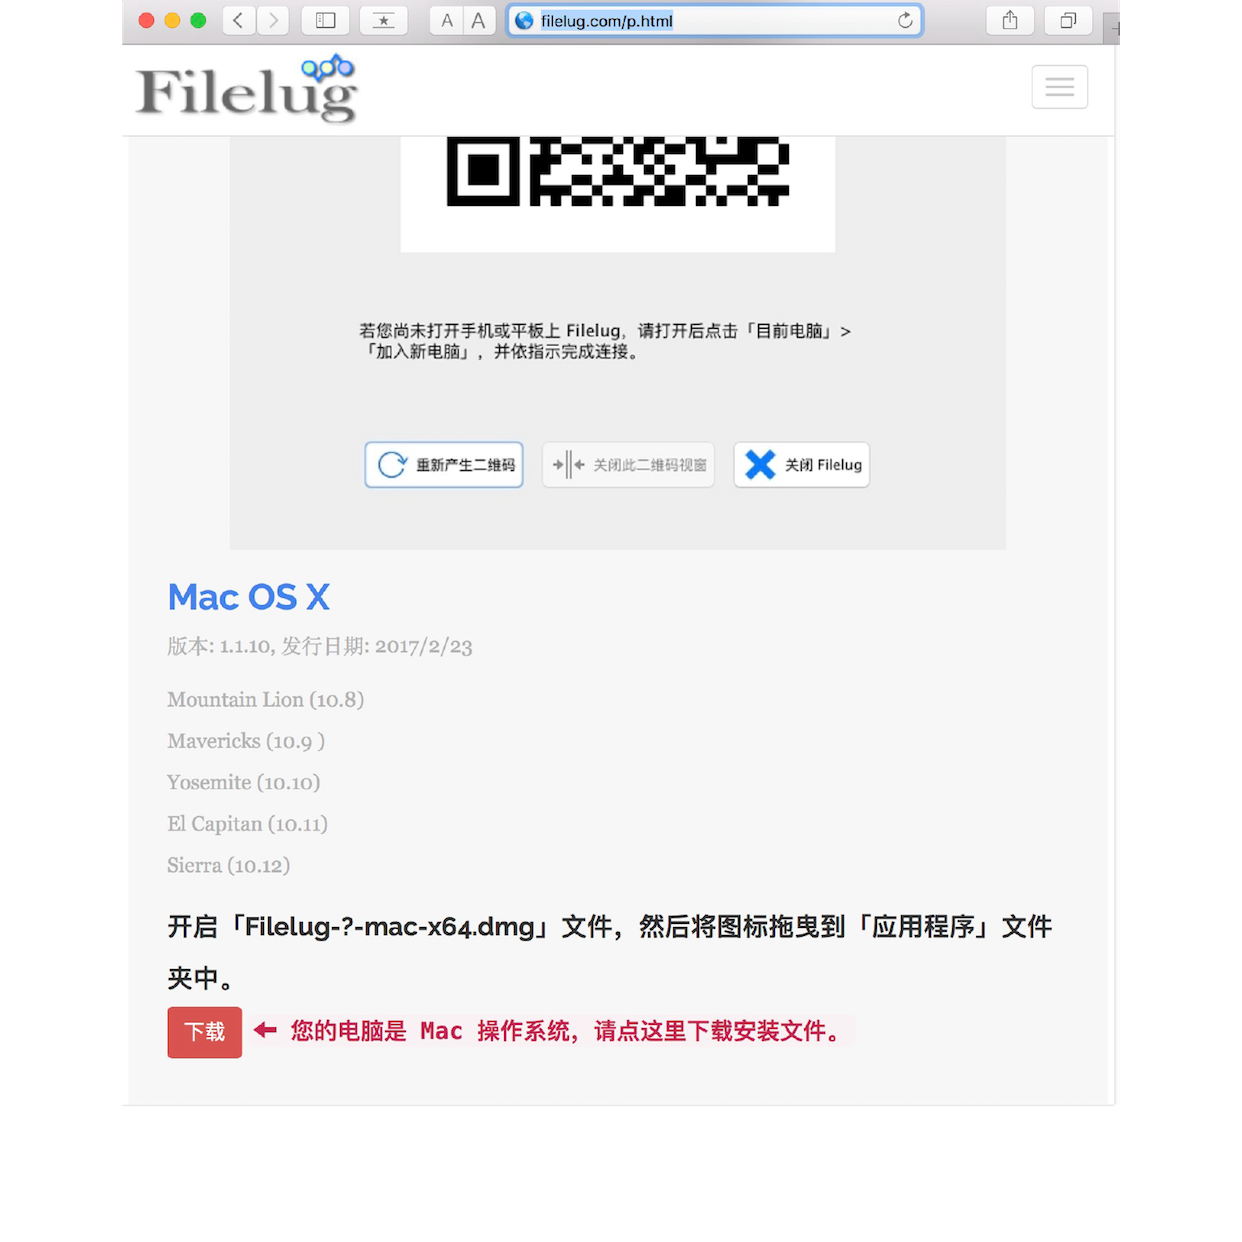 A A filelug.com/p.html
Filelug
若您尚未打开手机或平板上 Filelug，请打开后点击「目前电脑」>
「加入新电脑」，并依指示完成连接。
重新产生二维码 关闭此二维码视窗 关闭 Filelug
Mac OS X
版本: 1.1.10, 发行日期: 2017/2/23
Mountain Lion (10.8)
Mavericks (10.9 )
Yosemite (10.10)
El Capitan (10.11)
Sierra (10.12)
开启「Filelug-?-mac-x64.dmg」文件，然后将图标拖曳到「应用程序」文件
夹中。
下载 ← 您的电脑是 Mac 操作系统，请点这里下载安装文件。